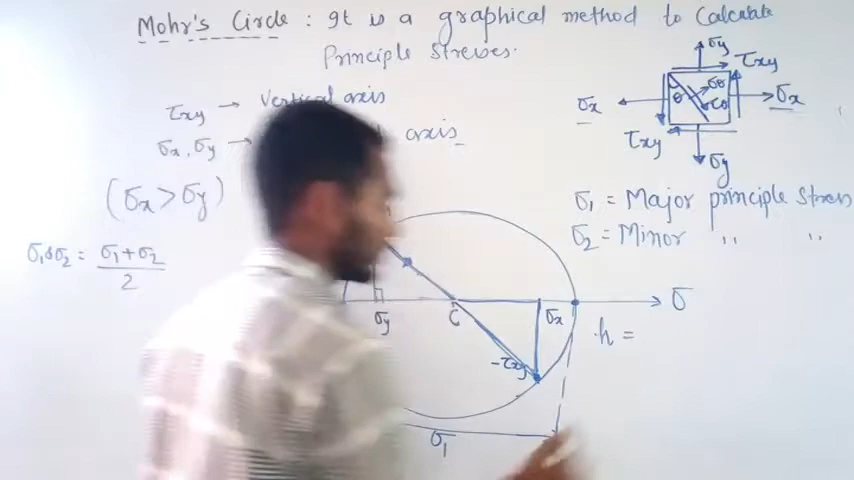 Mohr's Circle : It is a graphical method to Calculate
Principle Stresses.
τxy → Vertical axis
σx, σy → axis
(σx > σy)
σ1&σ2 = σ1+σ2 / 2
σy
τxy
σθ
θ
τθ
σx
σx
τxy
σy
σ1 = Major principle Stress
σ2 = Minor ,, ,,
σy
C
σx
σ
-τxy
h =
σ1